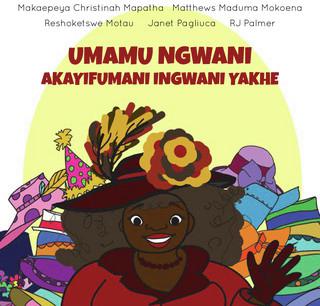 Makaepeya Christinah Mapatha Matthews Maduma Mokoena
Reshoketswe Motau Janet Pagliuca RJ Palmer
UMAMU NGWANI
AKAYIFUMANI INGWANI YAKHE